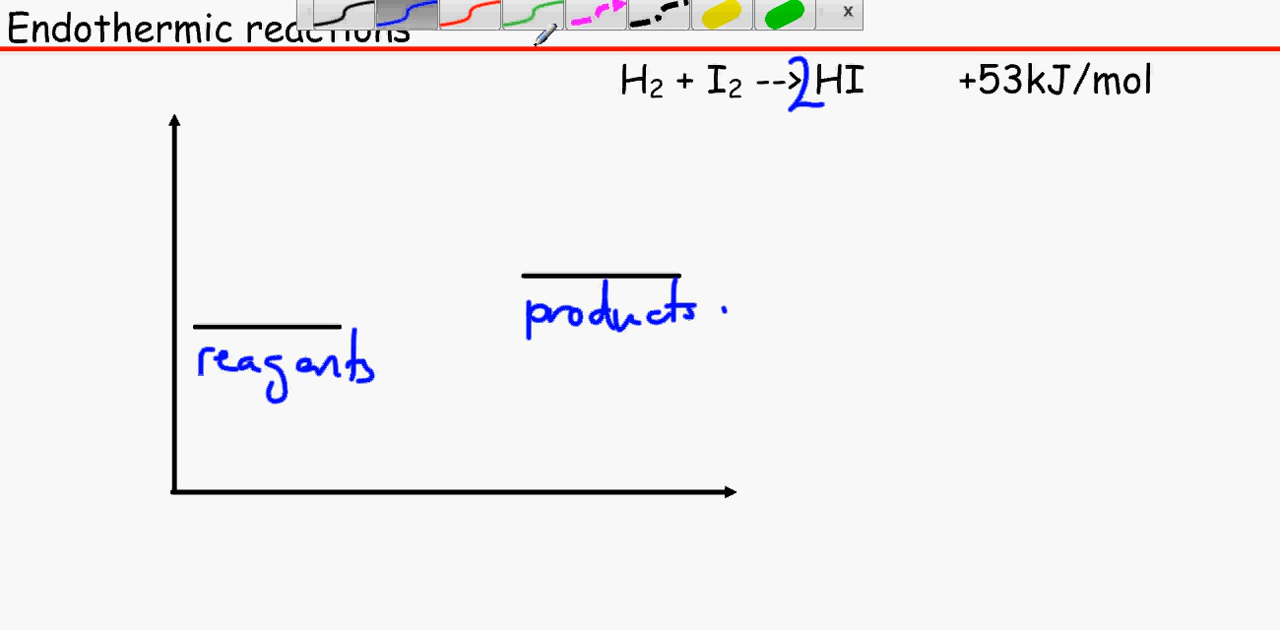 Endothermic reactions
H₂ + I₂ --> 2HI +53kJ/mol
products.
reagents
x